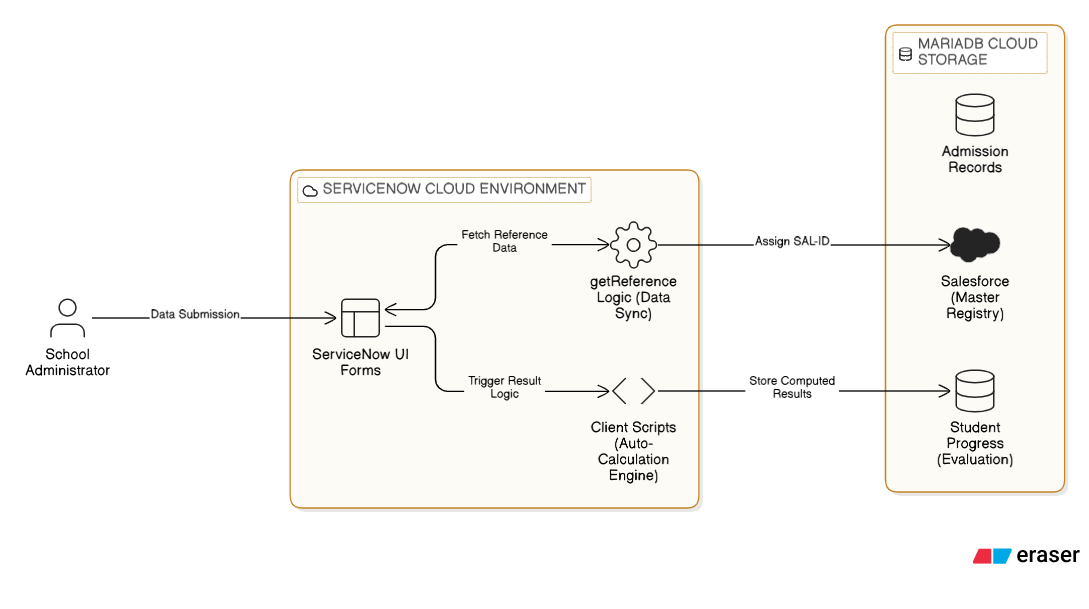 MARIADB CLOUD
STORAGE
Admission
Records
SERVICENOW CLOUD ENVIRONMENT
Fetch Reference
Data
getReference
Logic (Data
Sync)
Assign SAL-ID
Salesforce
(Master
Registry)
Data Submission
School
Administrator
ServiceNow UI
Forms
Trigger Result
Logic
Client Scripts
(Auto-
Calculation
Engine)
Store Computed
Results
Student
Progress
(Evaluation)
eraser